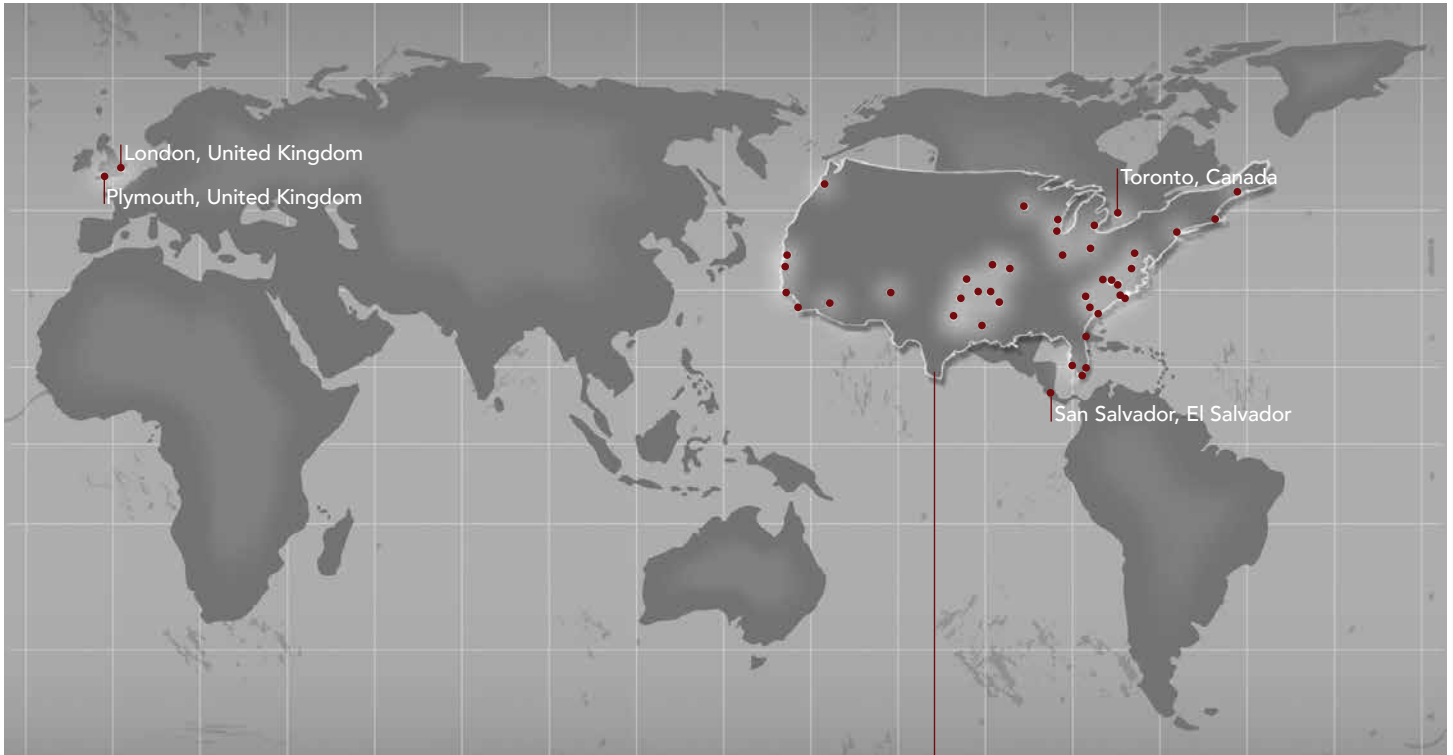 London, United Kingdom
Plymouth, United Kingdom
Toronto, Canada
San Salvador, El Salvador